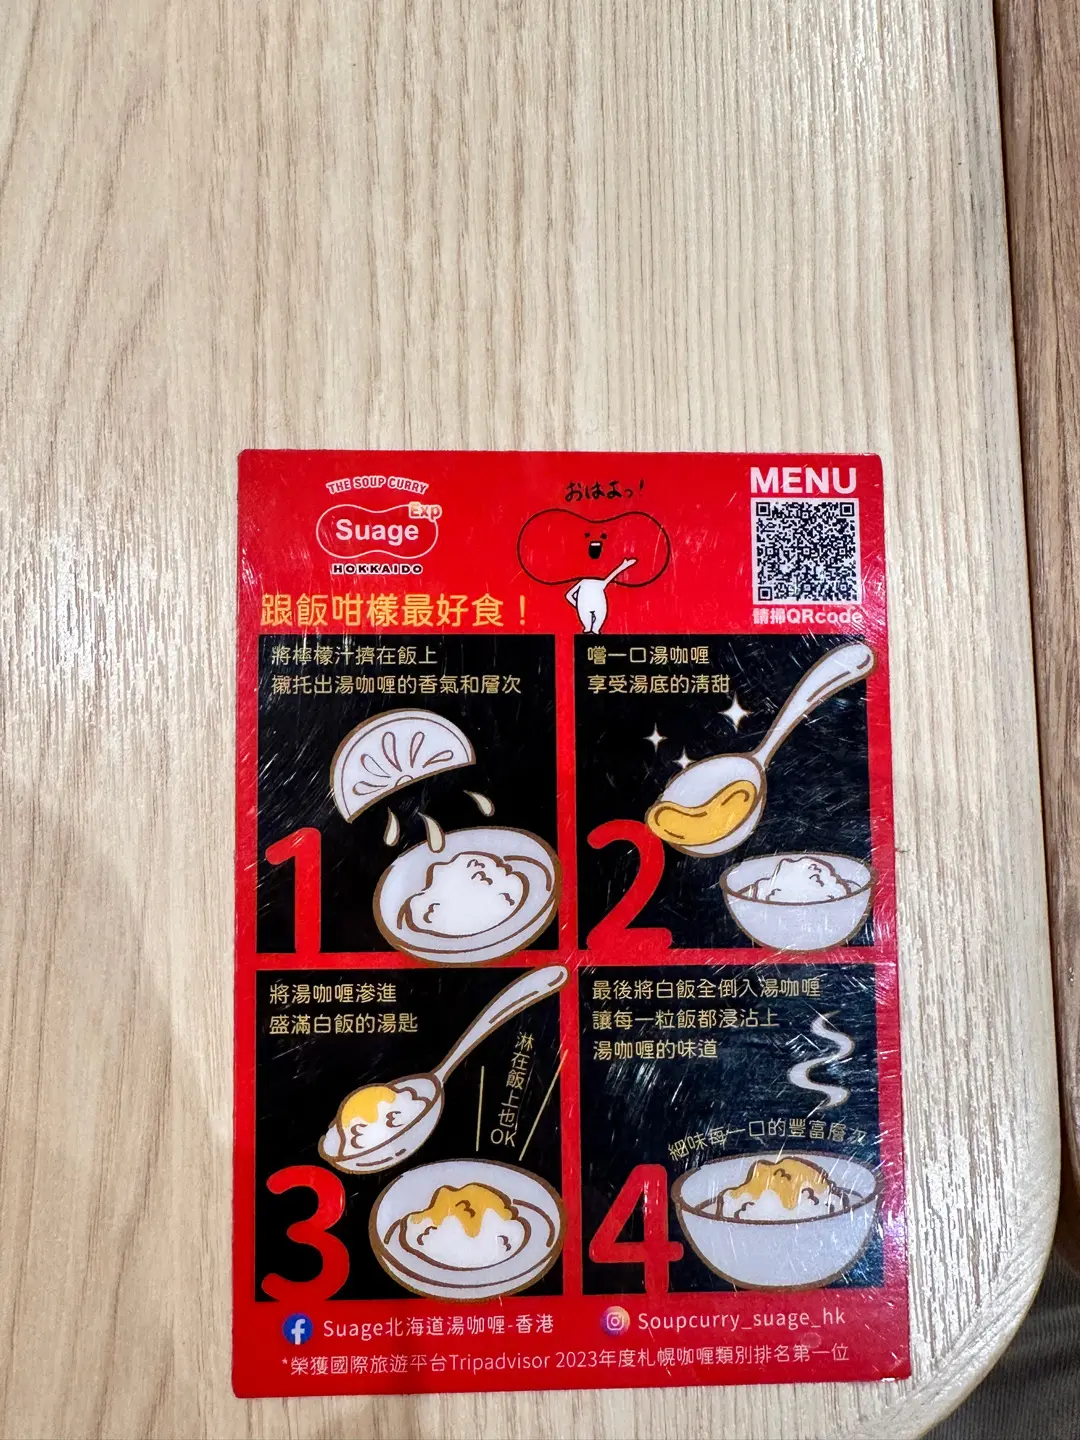 THE SOUP CURRY
Suage Exp
HOKKAIDO
おはよっ！
MENU
請掃QRcode
跟飯咁樣最好食！
將檸檬汁擠在飯上
襯托出湯咖喱的香氣和層次
1
嚐一口湯咖喱
享受湯底的清甜
2
將湯咖喱滲進
盛滿白飯的湯匙
淋在飯上也OK
3
最後將白飯全倒入湯咖喱
讓每一粒飯都浸沾上
湯咖喱的味道
細味每一口的豐富層次
4
Suage北海道湯咖喱-香港
Soupcurry_suage_hk
*榮獲國際旅遊平台Tripadvisor 2023年度札幌咖喱類別排名第一位